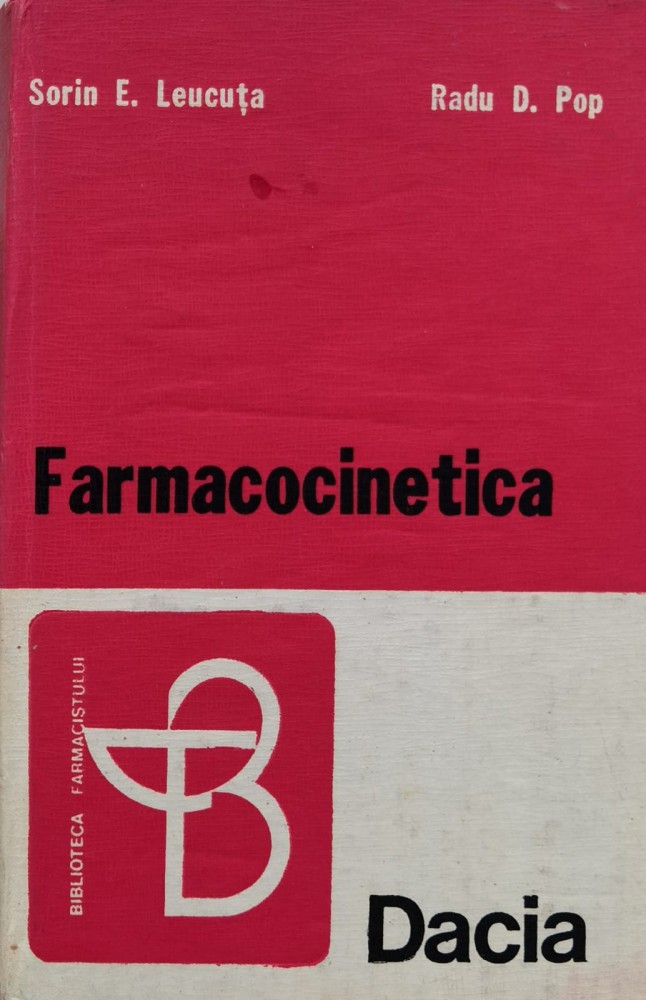 Sorin E. Leucuța
Radu D. Pop
Farmacocinetica
BIBLIOTECA FARMACISTULUI
Dacia